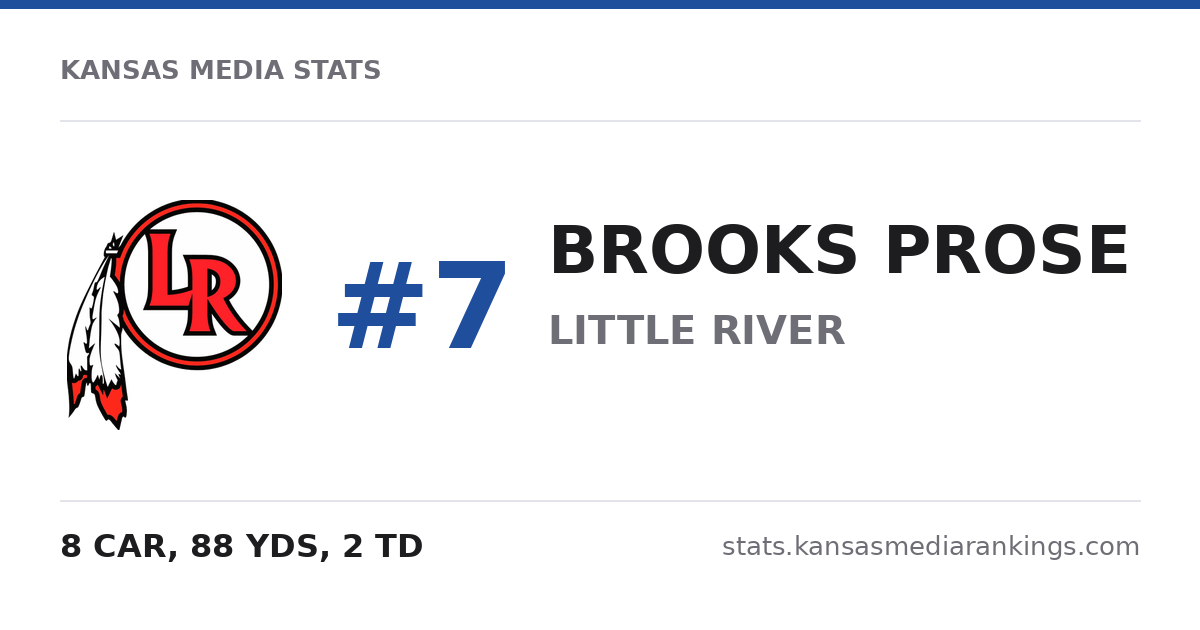 KANSAS MEDIA STATS
LR
#7
BROOKS PROSE
LITTLE RIVER
8 CAR, 88 YDS, 2 TD
stats.kansasmediarankings.com